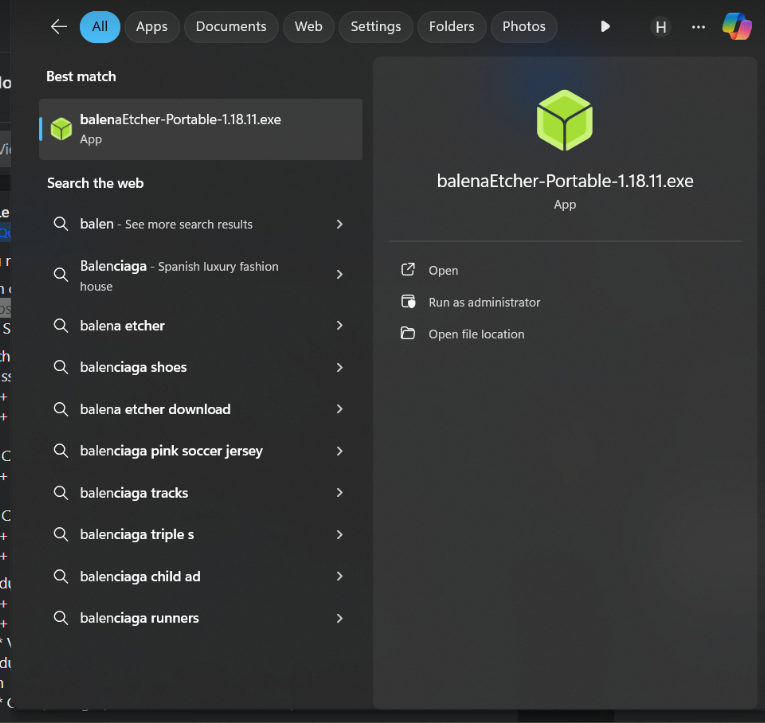 All
Apps
Documents
Web
Settings
Folders
Photos
H
Best match
balenaEtcher-Portable-1.18.11.exe
App
Search the web
balen - See more search results
Balenciaga - Spanish luxury fashion
house
balena etcher
balenciaga shoes
balena etcher download
balenciaga pink soccer jersey
balenciaga tracks
balenciaga triple s
balenciaga child ad
balenciaga runners
balenaEtcher-Portable-1.18.11.exe
App
Open
Run as administrator
Open file location